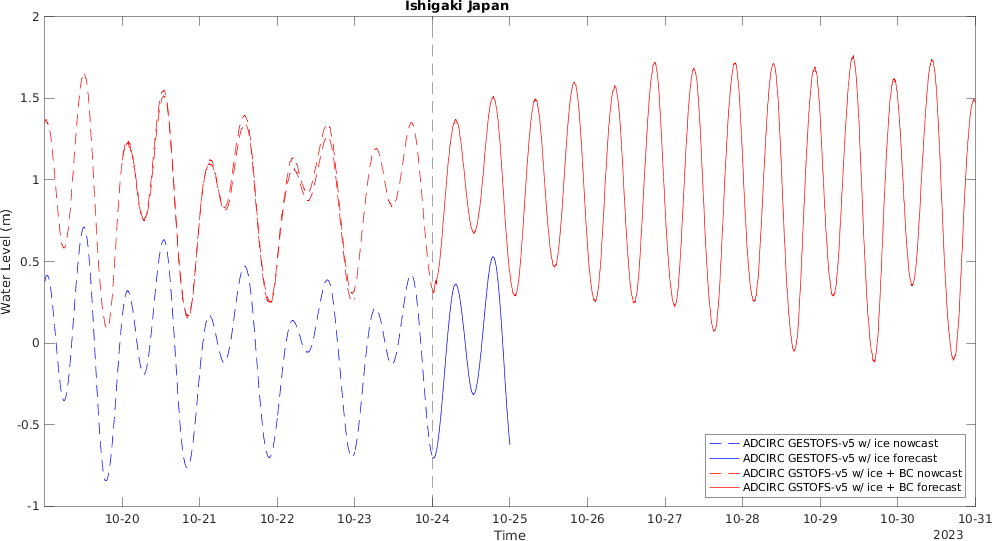 Ishigaki Japan
2
1.5
1
0.5
0
-0.5
-1
Water Level (m)
10-20 10-21 10-22 10-23 10-24 10-25 10-26 10-27 10-28 10-29 10-30 10-31
Time
2023
ADCIRC GESTOFS-v5 w/ ice nowcast
ADCIRC GESTOFS-v5 w/ ice forecast
ADCIRC GSTOFS-v5 w/ ice + BC nowcast
ADCIRC GSTOFS-v5 w/ ice + BC forecast